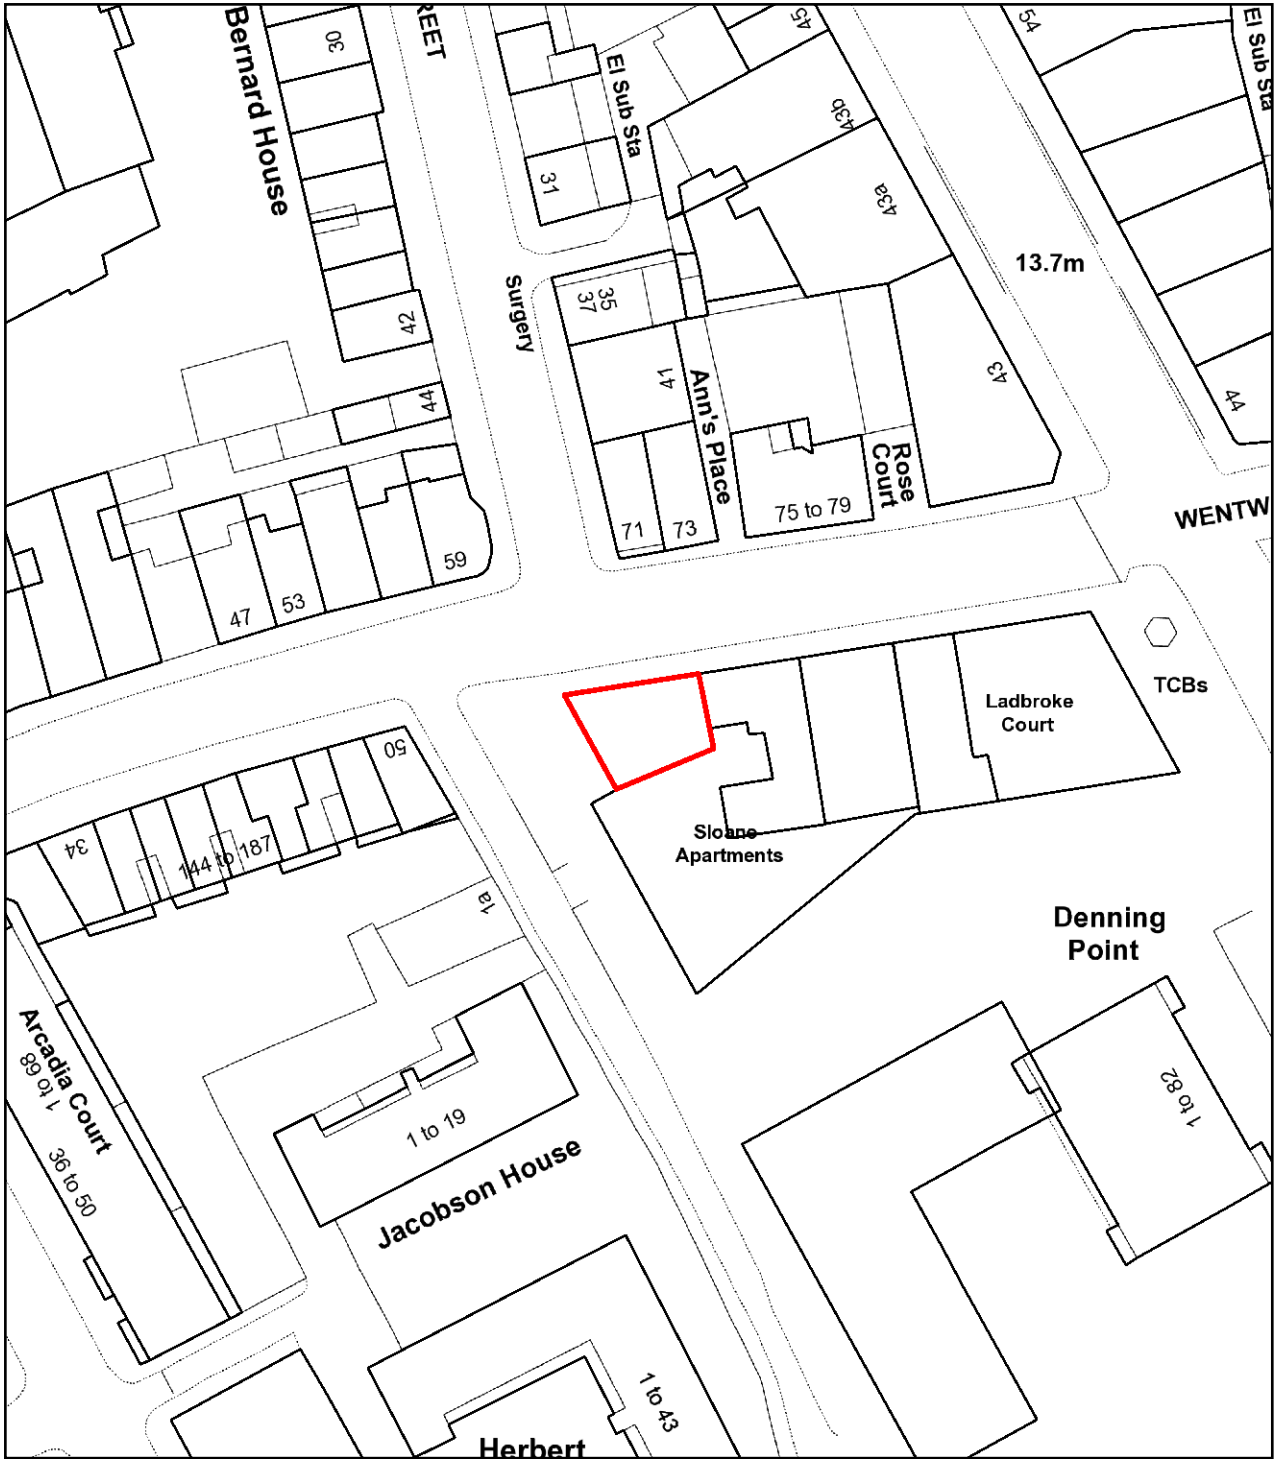 Bernard House
30
REET
El Sub Sta
31
45
43b
43a
54
El Sub Sta
13.7m
42
Surgery
35
37
41
Ann's Place
43
44
44
Rose
Court
75 to 79
71
73
WENTW
47
53
59
50
34
144 to 187
1a
Ladbroke
Court
TCBs
Sloane
Apartments
Denning
Point
Arcadia Court
1 to 68
36 to 50
1 to 19
Jacobson House
1 to 82
1 to 43
Herbert